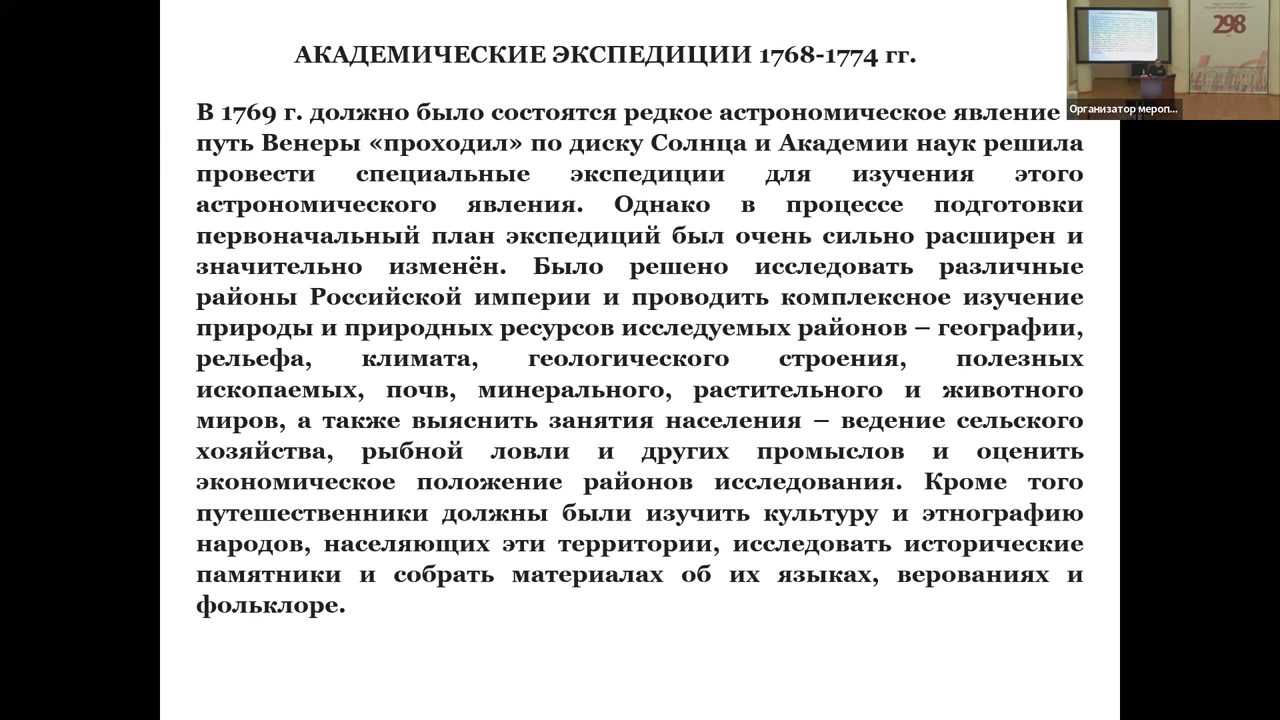 АКАДЕМИЧЕСКИЕ ЭКСПЕДИЦИИ 1768-1774 гг.
В 1769 г. должно было состоятся редкое астрономическое явление
путь Венеры «проходил» по диску Солнца и Академии наук решила
провести специальные экспедиции для изучения этого
астрономического явления. Однако в процессе подготовки
первоначальный план экспедиций был очень сильно расширен и
значительно изменён. Было решено исследовать различные
районы Российской империи и проводить комплексное изучение
природы и природных ресурсов исследуемых районов – географии,
рельефа, климата, геологического строения, полезных
ископаемых, почв, минерального, растительного и животного
миров, а также выяснить занятия населения – ведение сельского
хозяйства, рыбной ловли и других промыслов и оценить
экономическое положение районов исследования. Кроме того
путешественники должны были изучить культуру и этнографию
народов, населяющих эти территории, исследовать исторические
памятники и собрать материалах об их языках, верованиях и
фольклоре.
298
Организатор мероп...